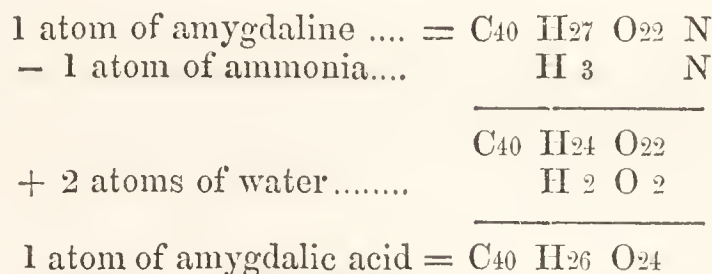 1 atom of amygdaline .... = C40 H27 O22 N
− 1 atom of ammonia.... H 3 N
C40 H24 O22
+ 2 atoms of water........ H 2 O 2
1 atom of amygdalic acid = C40 H26 O24